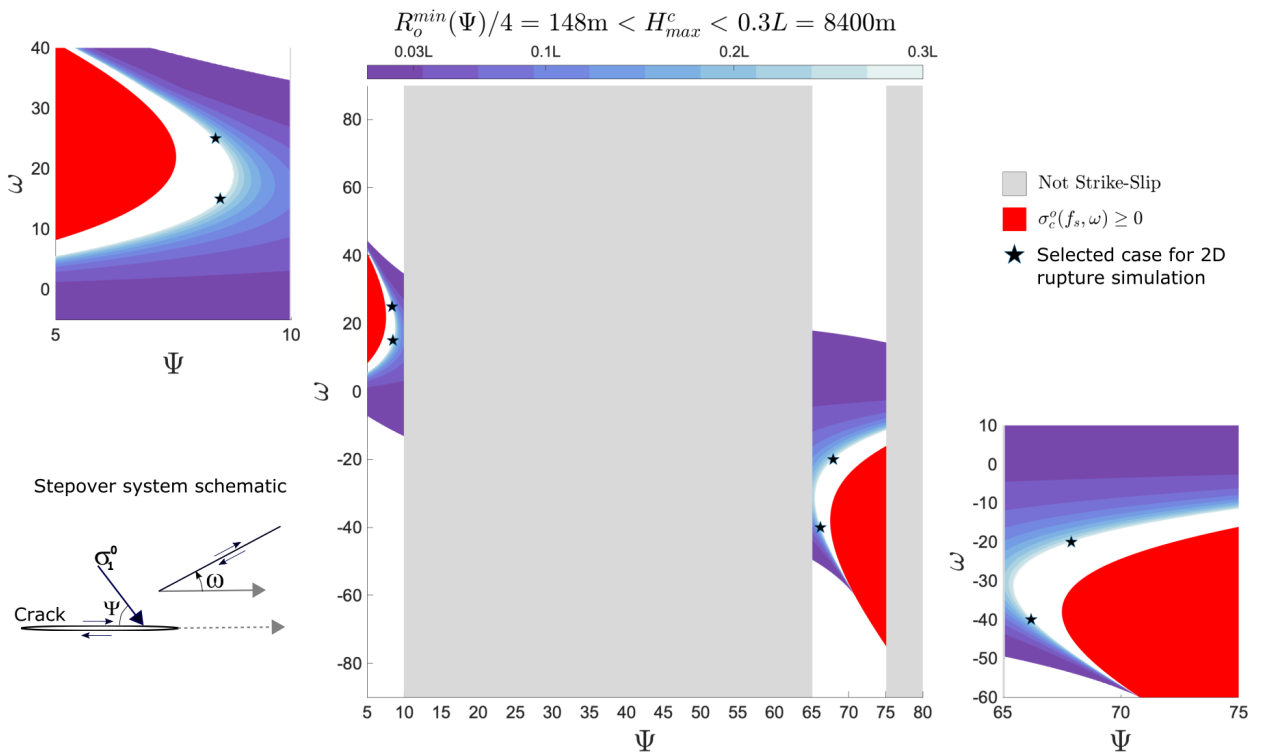 R_o^{min}(Ψ)/4 = 148m < H_{max}^c < 0.3L = 8400m
0.03L 0.1L 0.2L 0.3L
40
30
20
10
0
ω
5 10
Ψ
80
60
40
20
0
-20
-40
-60
-80
ω
5 10 15 20 25 30 35 40 45 50 55 60 65 70 75 80
Ψ
Not Strike-Slip
σ_c^o(f_s, ω) ≥ 0
Selected case for 2D
rupture simulation
Stepover system schematic
σ_1^0
Ψ
ω
Crack
10
0
-10
-20
-30
-40
-50
-60
ω
65 70 75
Ψ